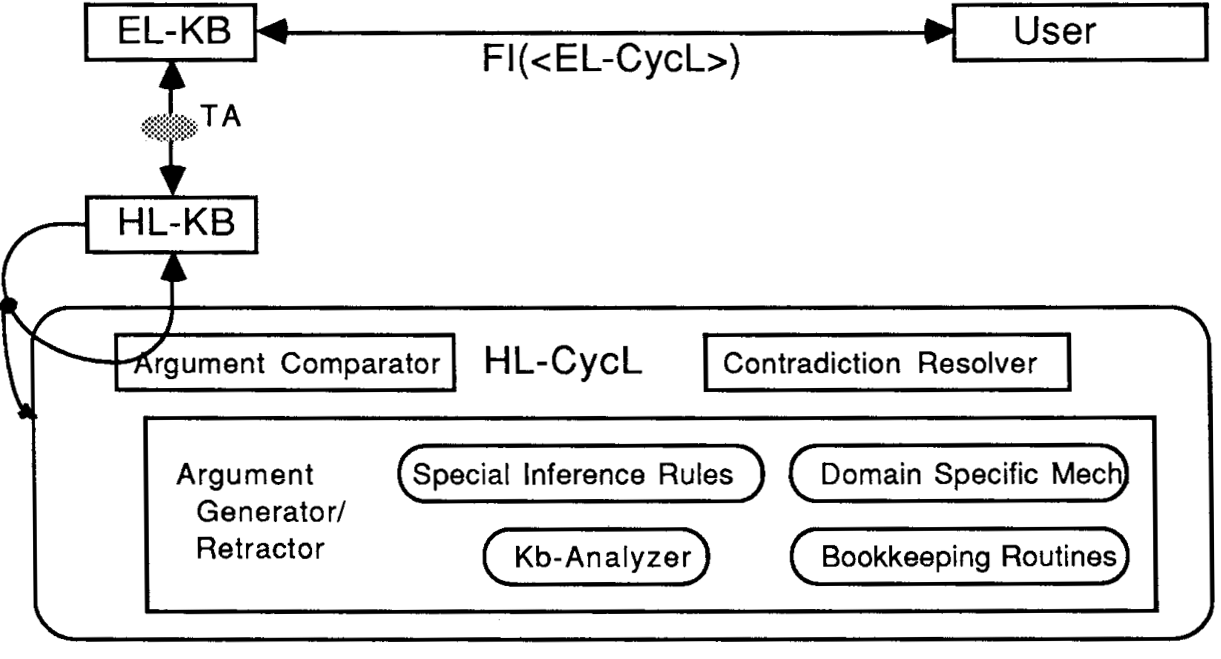 EL-KB
User
FI(<EL-CycL>)
TA
HL-KB
Argument Comparator
HL-CycL
Contradiction Resolver
Argument
Generator/
Retractor
Special Inference Rules
Domain Specific Mech
Kb-Analyzer
Bookkeeping Routines